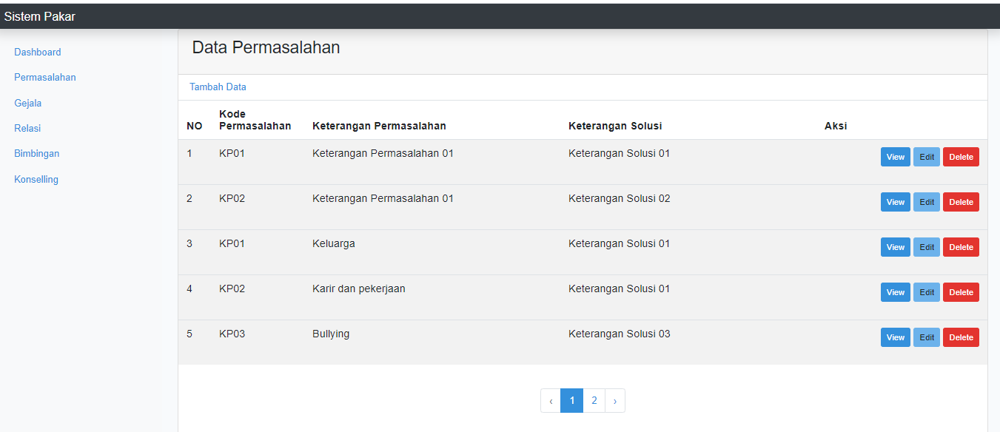 Sistem Pakar
Dashboard
Permasalahan
Gejala
Relasi
Bimbingan
Konselling
Data Permasalahan
Tambah Data
NO Kode Permasalahan Keterangan Permasalahan Keterangan Solusi Aksi
1 KP01 Keterangan Permasalahan 01 Keterangan Solusi 01 View Edit Delete
2 KP02 Keterangan Permasalahan 01 Keterangan Solusi 02 View Edit Delete
3 KP01 Keluarga Keterangan Solusi 01 View Edit Delete
4 KP02 Karir dan pekerjaan Keterangan Solusi 01 View Edit Delete
5 KP03 Bullying Keterangan Solusi 03 View Edit Delete
‹ 1 2 ›